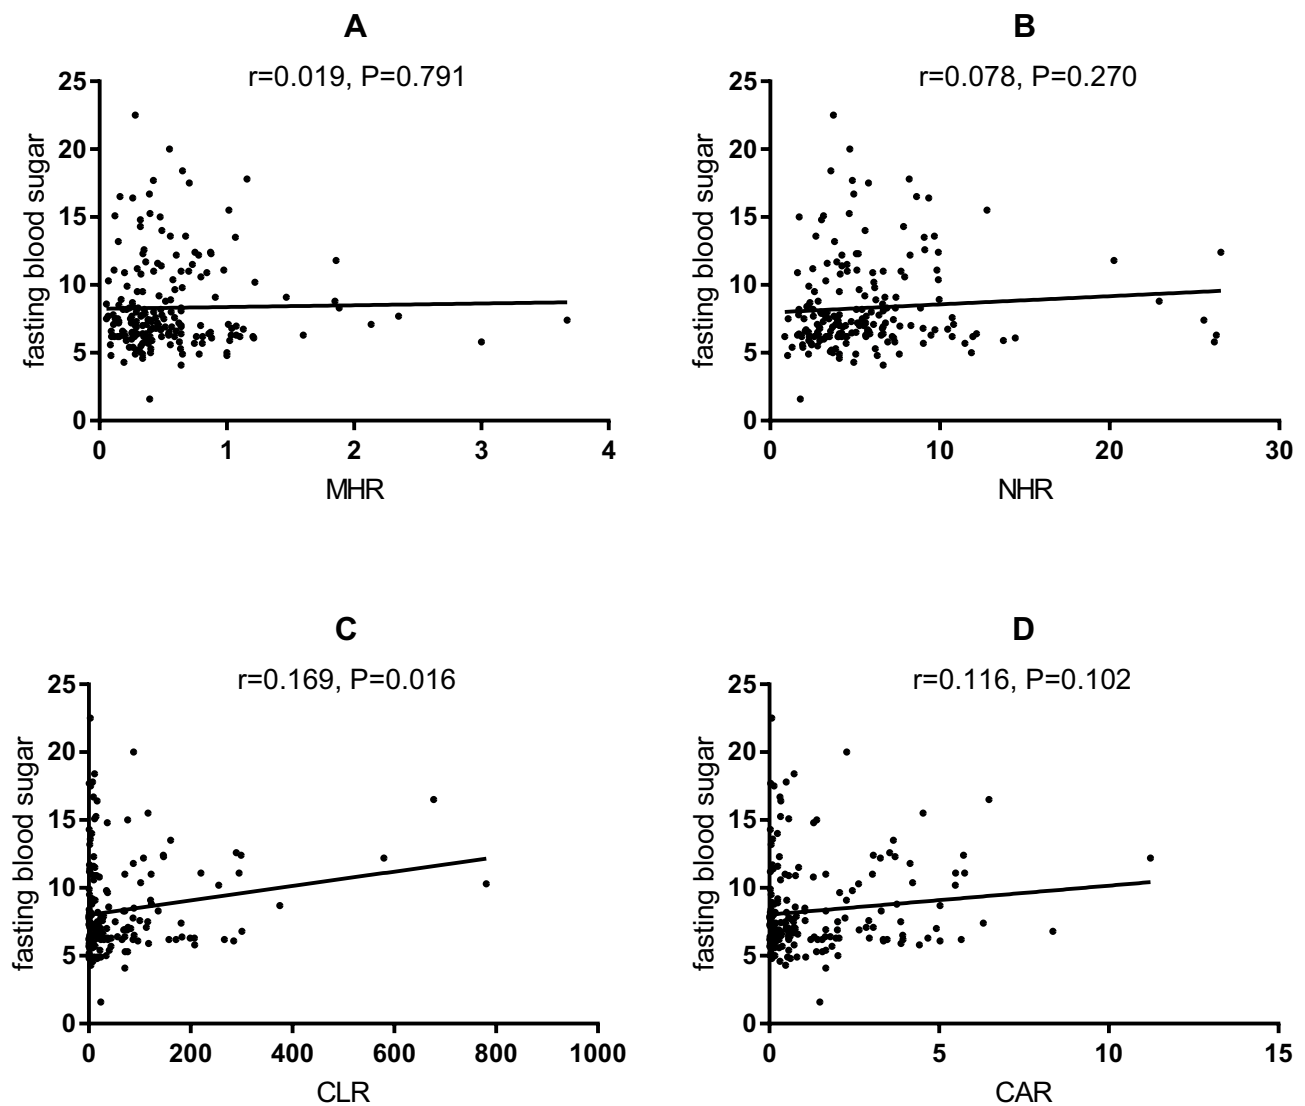 A
r=0.019, P=0.791
25
20
15
10
5
0
fasting blood sugar
0 1 2 3 4
MHR
B
r=0.078, P=0.270
25
20
15
10
5
0
fasting blood sugar
0 10 20 30
NHR
C
r=0.169, P=0.016
25
20
15
10
5
0
fasting blood sugar
0 200 400 600 800 1000
CLR
D
r=0.116, P=0.102
25
20
15
10
5
0
fasting blood sugar
0 5 10 15
CAR